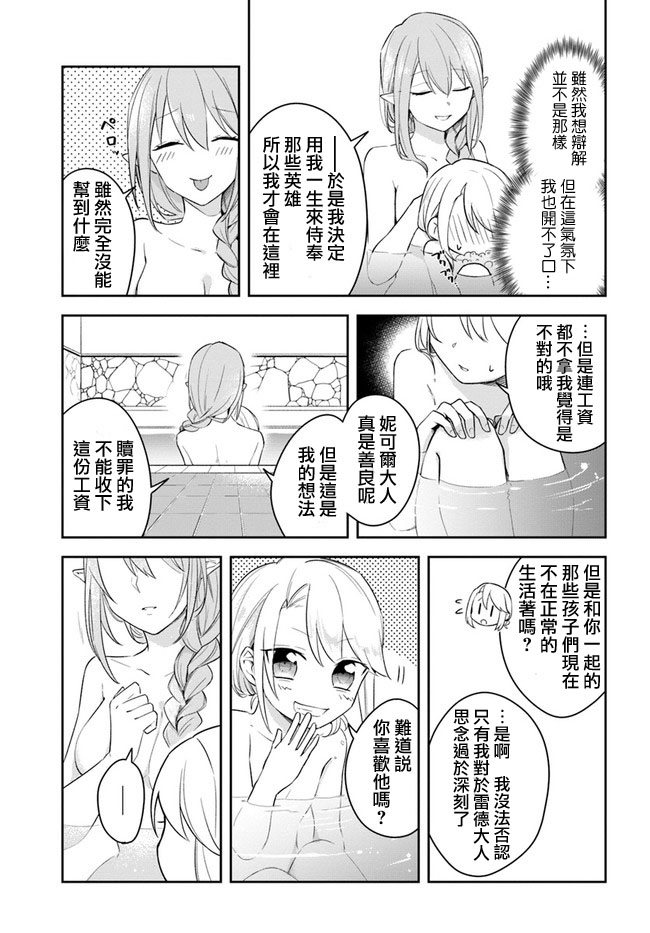 雖然我想辯解
並不是那樣
但在這氣氛下
我也開不了口…
──於是我決定
用我一生來侍奉
那些英雄
所以我才會在這裡
ペロ
雖然完全沒能
幫到什麼
…但是連工資
都不拿我覺得是
不對的哦
妮可爾大人
真是善良呢
但是這是
我的想法
贖罪的我
不能收下
這份工資
但是和你一起的
那些孩子們現在
不在正常的
生活著嗎？
…是啊　我沒法否認
只有我對於雷德大人
思念過於深刻了
難道說
你喜歡他嗎？
─